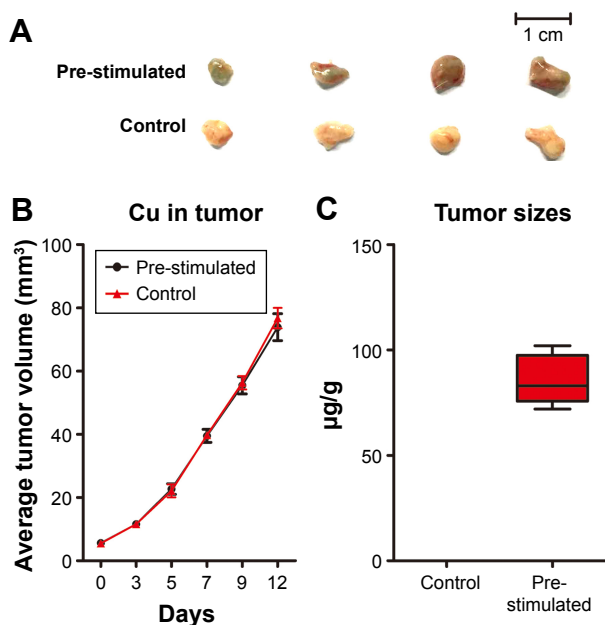 A
1 cm
Pre-stimulated
Control
B
Cu in tumor
Average tumor volume (mm³)
100
80
60
40
20
0
Pre-stimulated
Control
0 3 5 7 9 12
Days
C
Tumor sizes
µg/g
150
100
50
0
Control
Pre-
stimulated